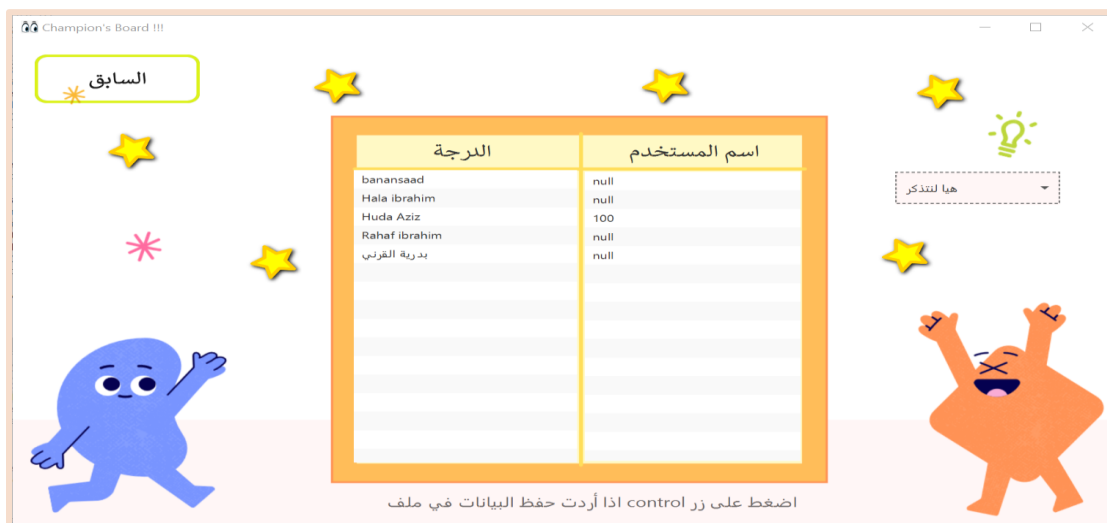 Champion's Board !!!
السابق
هيا لنتذكر
اسم المستخدم
الدرجة
banansaad
null
Hala ibrahim
null
Huda Aziz
100
Rahaf ibrahim
null
بدرية القرني
null
اضغط على زر control اذا أردت حفظ البيانات في ملف